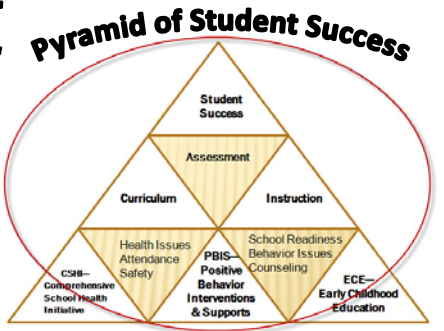 Pyramid of Student Success
Student
Success
Assessment
Curriculum
Instruction
Health Issues
Attendance
Safety
School Readiness
Behavior Issues
Counseling
CSHI—
Comprehensive
School Health
Initiative
PBIS—
Positive
Behavior
Interventions
& Supports
ECE—
Early Childhood
Education